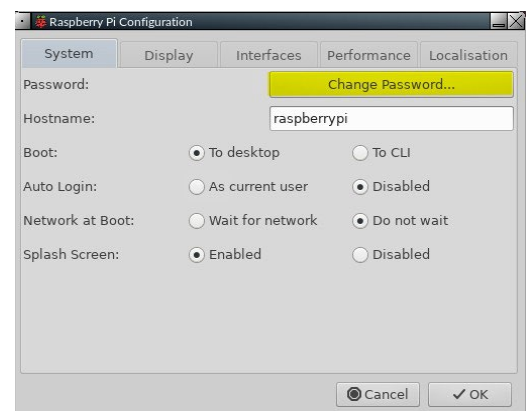 Raspberry Pi Configuration
System Display Interfaces Performance Localisation
Password: Change Password...
Hostname: raspberrypi
Boot: To desktop To CLI
Auto Login: As current user Disabled
Network at Boot: Wait for network Do not wait
Splash Screen: Enabled Disabled
Cancel OK